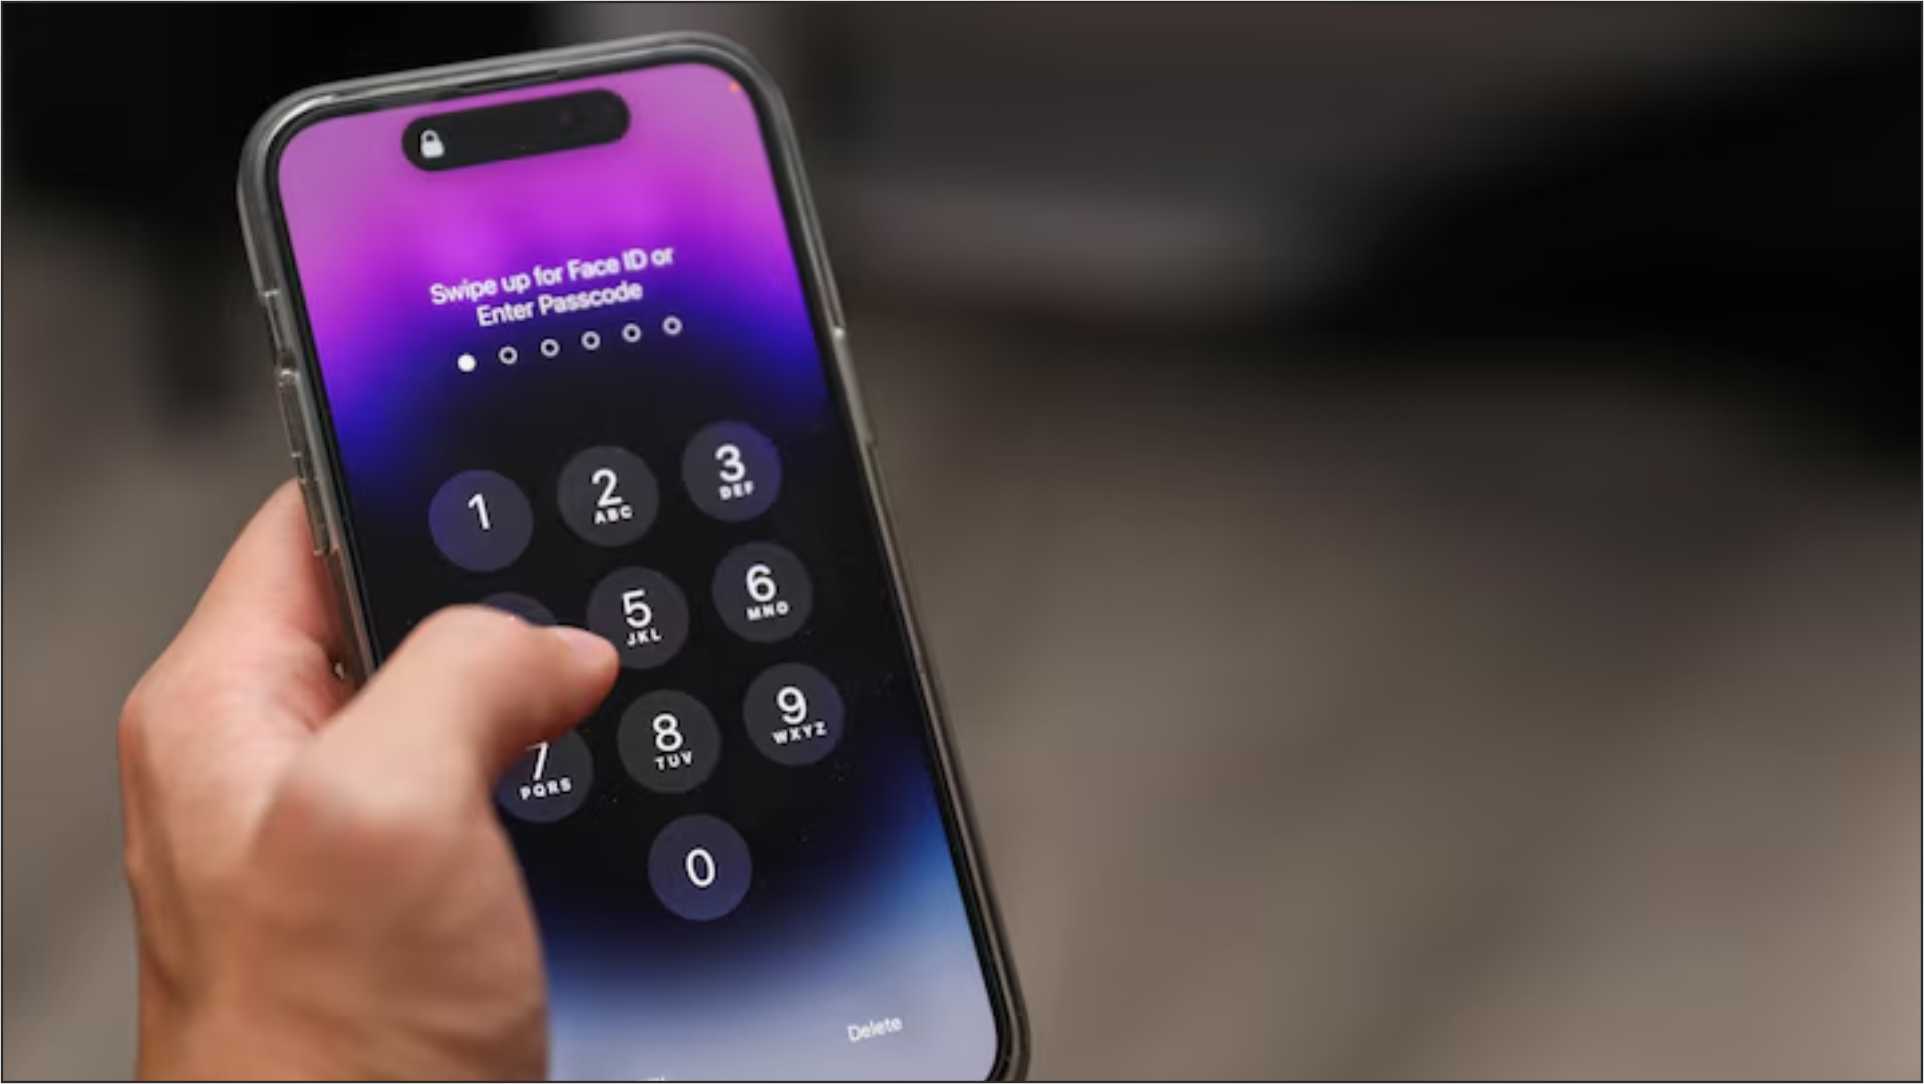 Swipe up for Face ID or
Enter Passcode
1
2
ABC
3
DEF
5
JKL
6
MNO
7
PQRS
8
TUV
9
WXYZ
0
Delete